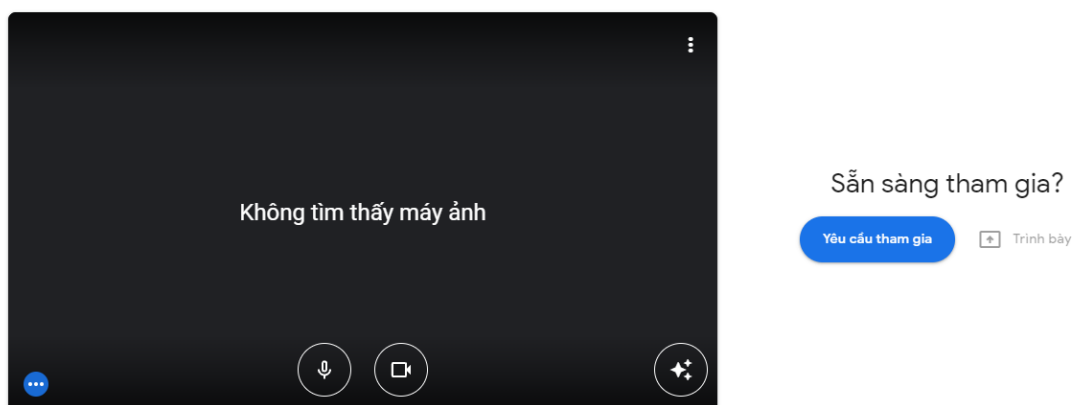 Không tìm thấy máy ảnh
Sẵn sàng tham gia?
Yêu cầu tham gia
Trình bày